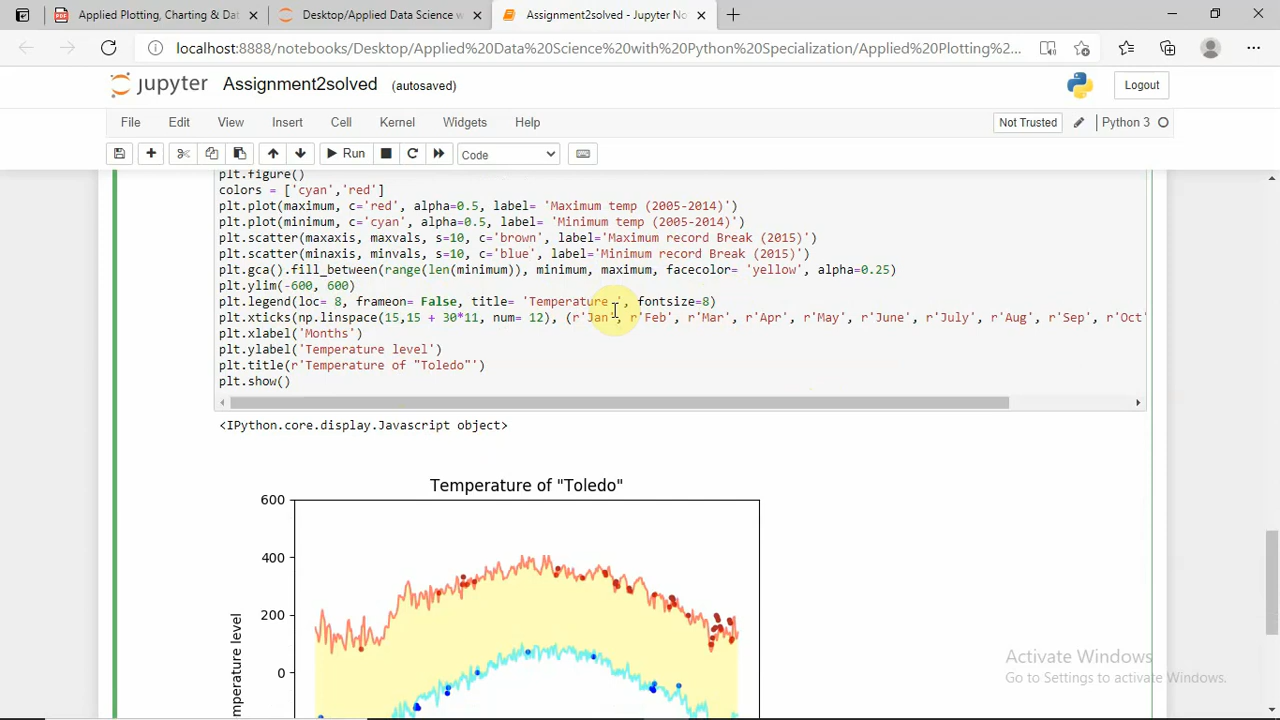 Applied Plotting, Charting & Dat
Desktop/Applied Data Science w
Assignment2solved - Jupyter No
localhost:8888/notebooks/Desktop/Applied%20Data%20Science%20with%20Python%20Specialization/Applied%20Plotting%2...
jupyter Assignment2solved (autosaved)
Logout
File Edit View Insert Cell Kernel Widgets Help
Not Trusted Python 3
Run Code
plt.figure()
colors = ['cyan','red']
plt.plot(maximum, c='red', alpha=0.5, label= 'Maximum temp (2005-2014)')
plt.plot(minimum, c='cyan', alpha=0.5, label= 'Minimum temp (2005-2014)')
plt.scatter(maxaxis, maxvals, s=10, c='brown', label='Maximum record Break (2015)')
plt.scatter(minaxis, minvals, s=10, c='blue', label='Minimum record Break (2015)')
plt.gca().fill_between(range(len(minimum)), minimum, maximum, facecolor= 'yellow', alpha=0.25)
plt.ylim(-600, 600)
plt.legend(loc= 8, frameon= False, title= 'Temperature ', fontsize=8)
plt.xticks(np.linspace(15,15 + 30*11, num= 12), (r'Jan', r'Feb', r'Mar', r'Apr', r'May', r'June', r'July', r'Aug', r'Sep', r'Oct'
plt.xlabel('Months')
plt.ylabel('Temperature level')
plt.title(r'Temperature of "Toledo"')
plt.show()
<IPython.core.display.Javascript object>
Temperature of "Toledo"
600
400
200
0
mperature level
Activate Windows
Go to Settings to activate Windows.